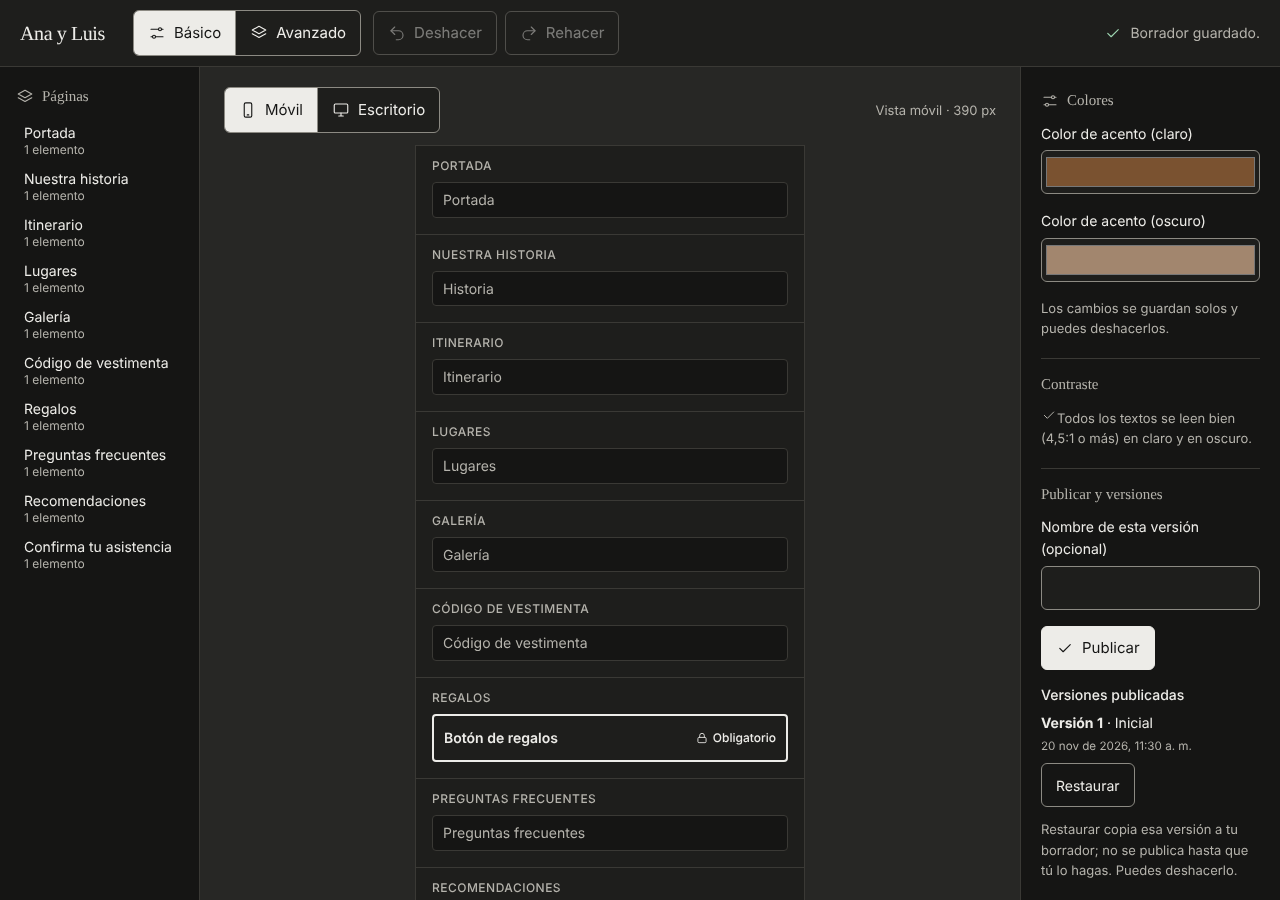 Ana y Luis
Básico
Avanzado
Deshacer
Rehacer
Borrador guardado.
Páginas
Portada
1 elemento
Nuestra historia
1 elemento
Itinerario
1 elemento
Lugares
1 elemento
Galería
1 elemento
Código de vestimenta
1 elemento
Regalos
1 elemento
Preguntas frecuentes
1 elemento
Recomendaciones
1 elemento
Confirma tu asistencia
1 elemento
Móvil
Escritorio
Vista móvil · 390 px
PORTADA
Portada
NUESTRA HISTORIA
Historia
ITINERARIO
Itinerario
LUGARES
Lugares
GALERÍA
Galería
CÓDIGO DE VESTIMENTA
Código de vestimenta
REGALOS
Botón de regalos
Obligatorio
PREGUNTAS FRECUENTES
Preguntas frecuentes
RECOMENDACIONES
Colores
Color de acento (claro)
Color de acento (oscuro)
Los cambios se guardan solos y
puedes deshacerlos.
Contraste
Todos los textos se leen bien
(4,5:1 o más) en claro y en oscuro.
Publicar y versiones
Nombre de esta versión
(opcional)
Publicar
Versiones publicadas
Versión 1 · Inicial
20 nov de 2026, 11:30 a. m.
Restaurar
Restaurar copia esa versión a tu
borrador; no se publica hasta que
tú lo hagas. Puedes deshacerlo.